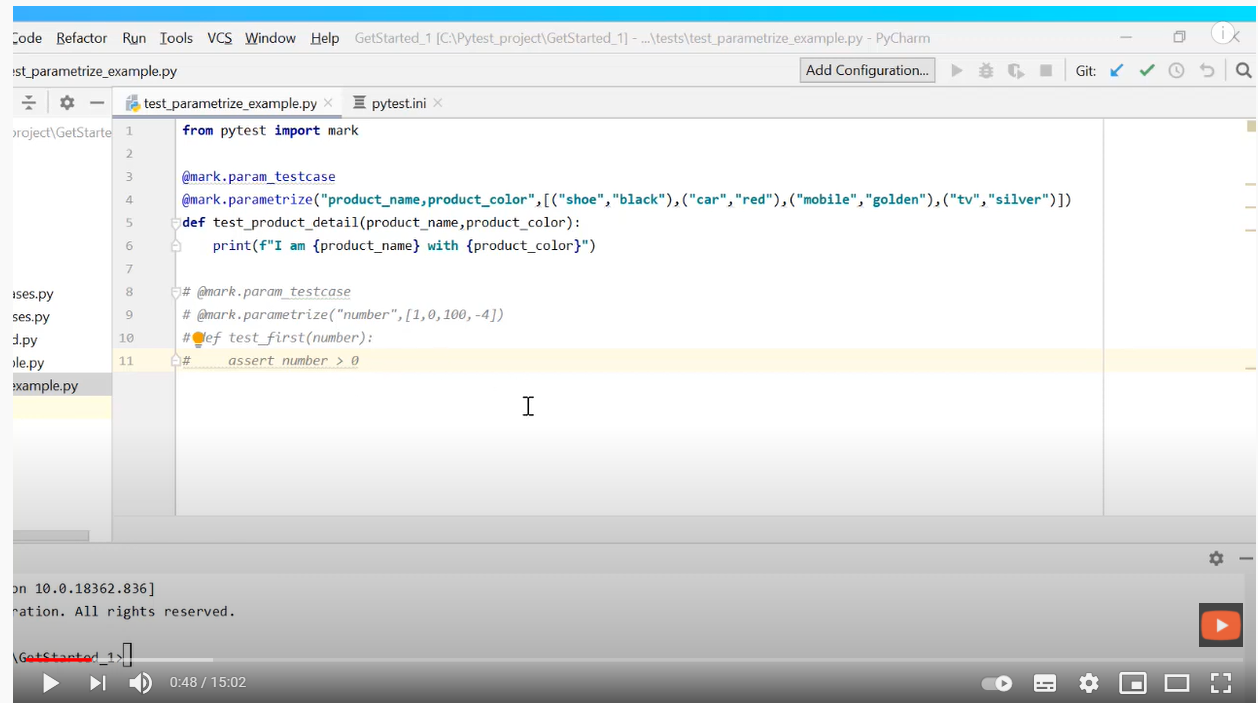 Code Refactor Run Tools VCS Window Help GetStarted_1 [C:\Pytest_project\GetStarted_1] - ...\tests\test_parametrize_example.py - PyCharm
est_parametrize_example.py Add Configuration... Git:
test_parametrize_example.py pytest.ini
project\GetStarte
1 from pytest import mark
2
3 @mark.param_testcase
4 @mark.parametrize("product_name,product_color",[("shoe","black"),("car","red"),("mobile","golden"),("tv","silver")])
5 def test_product_detail(product_name,product_color):
6 print(f"I am {product_name} with {product_color}")
7
8 # @mark.param_testcase
9 # @mark.parametrize("number",[1,0,100,-4])
10 # def test_first(number):
11 # assert number > 0
ases.py
ses.py
d.py
ole.py
example.py
on 10.0.18362.836]
ration. All rights reserved.
\GetStarted_1>
0:48 / 15:02